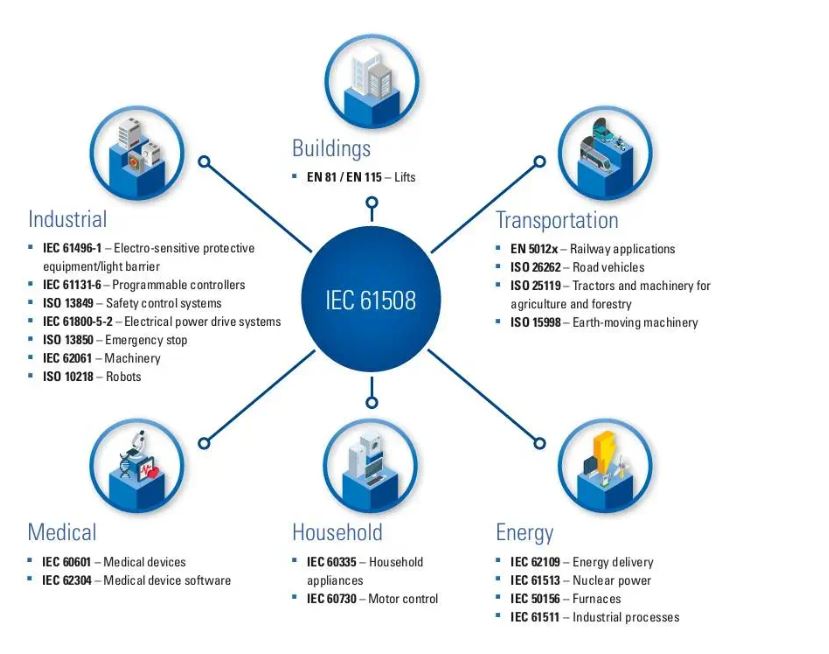 Buildings
▪ EN 81 / EN 115 – Lifts
Industrial
▪ IEC 61496-1 – Electro-sensitive protective
equipment/light barrier
▪ IEC 61131-6 – Programmable controllers
▪ ISO 13849 – Safety control systems
▪ IEC 61800-5-2 – Electrical power drive systems
▪ ISO 13850 – Emergency stop
▪ IEC 62061 – Machinery
▪ ISO 10218 – Robots
Transportation
▪ EN 5012x – Railway applications
▪ ISO 26262 – Road vehicles
▪ ISO 25119 – Tractors and machinery for
agriculture and forestry
▪ ISO 15998 – Earth-moving machinery
IEC 61508
Medical
▪ IEC 60601 – Medical devices
▪ IEC 62304 – Medical device software
Household
▪ IEC 60335 – Household
appliances
▪ IEC 60730 – Motor control
Energy
▪ IEC 62109 – Energy delivery
▪ IEC 61513 – Nuclear power
▪ IEC 50156 – Furnaces
▪ IEC 61511 – Industrial processes